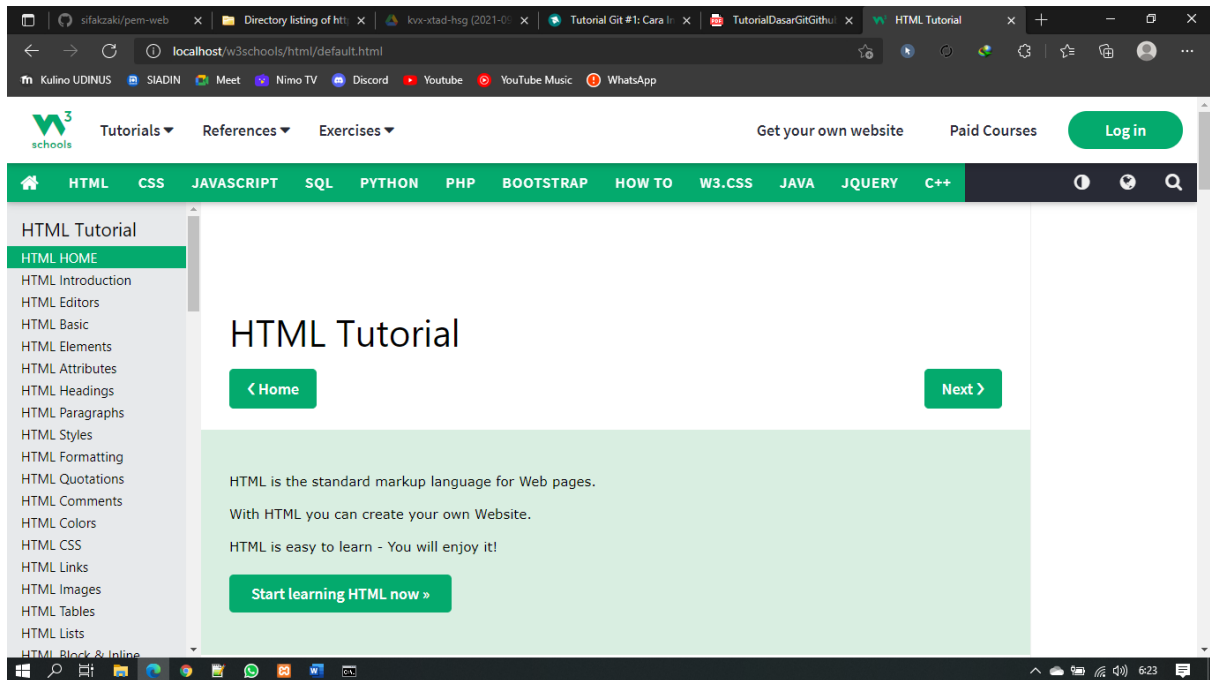 sifakzaki/pem-web
Directory listing of http
kvx-xtad-hsg (2021-09
Tutorial Git #1: Cara In
TutorialDasarGitGithul
HTML Tutorial
localhost/w3schools/html/default.html
Kulino UDINUS SIADIN Meet Nimo TV Discord Youtube YouTube Music WhatsApp
3
schools
Tutorials References Exercises Get your own website Paid Courses Log in
HTML CSS JAVASCRIPT SQL PYTHON PHP BOOTSTRAP HOW TO W3.CSS JAVA JQUERY C++
HTML Tutorial
HTML HOME
HTML Introduction
HTML Editors
HTML Basic
HTML Elements
HTML Attributes
HTML Headings
HTML Paragraphs
HTML Styles
HTML Formatting
HTML Quotations
HTML Comments
HTML Colors
HTML CSS
HTML Links
HTML Images
HTML Tables
HTML Lists
HTML Block & Inline
HTML Tutorial
❮ Home
Next ❯
HTML is the standard markup language for Web pages.
With HTML you can create your own Website.
HTML is easy to learn - You will enjoy it!
Start learning HTML now »
6:23